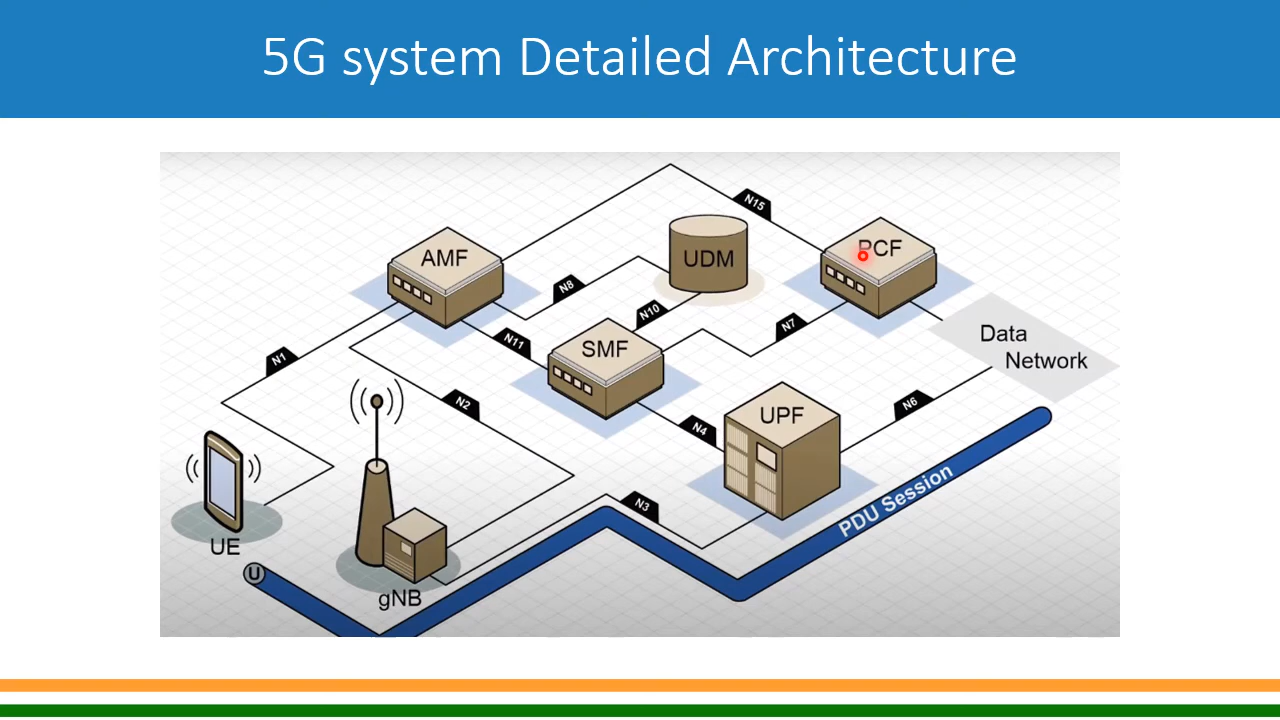 5G system Detailed Architecture
N15
AMF
UDM
PCF
N8
N10
N7
N11
SMF
Data
Network
N1
N2
N4
UPF
N6
N3
PDU Session
UE
U
gNB